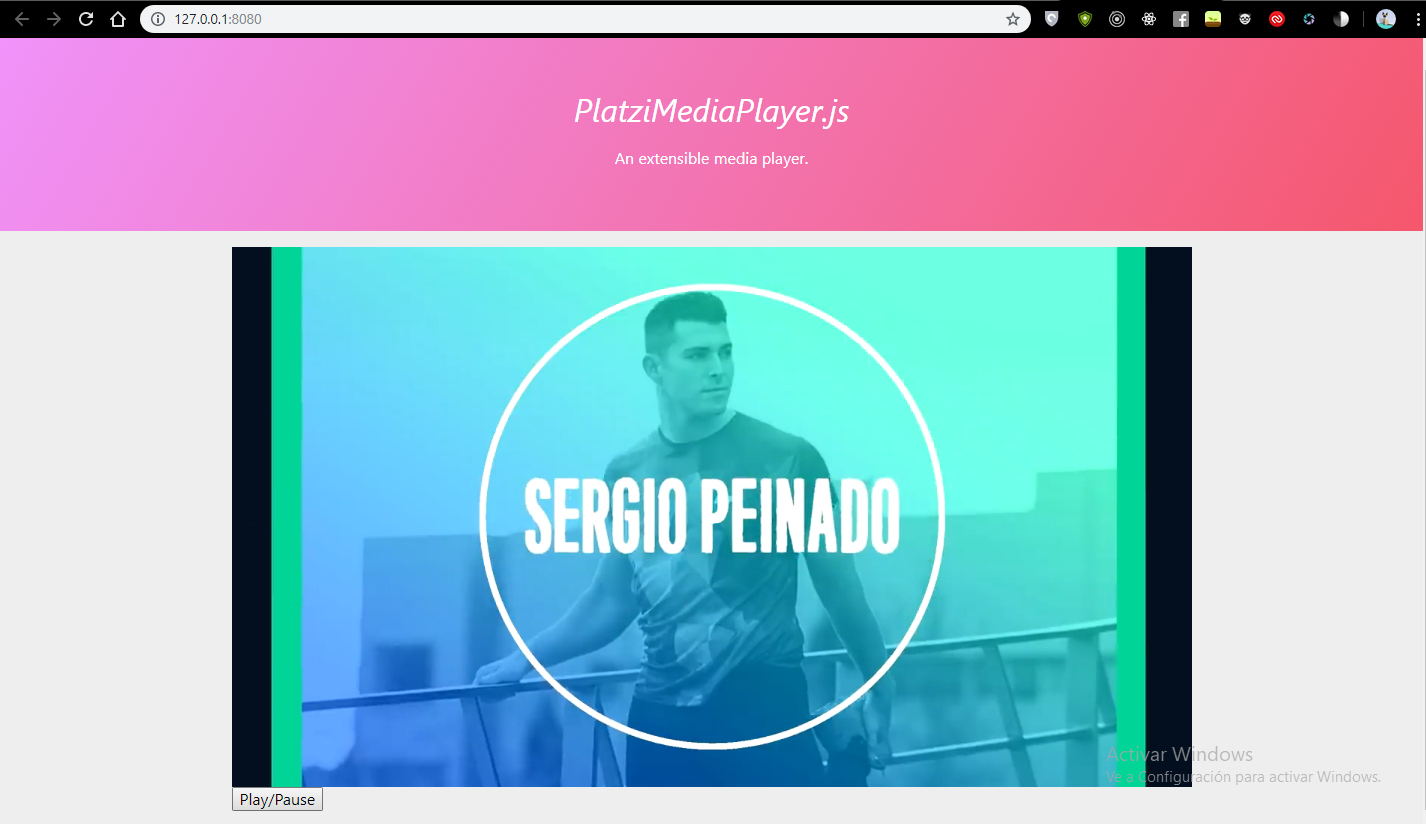 127.0.0.1:8080
PlatziMediaPlayer.js
An extensible media player.
SERGIO PEINADO
Activar Windows
Ve a Configuración para activar Windows.
Play/Pause